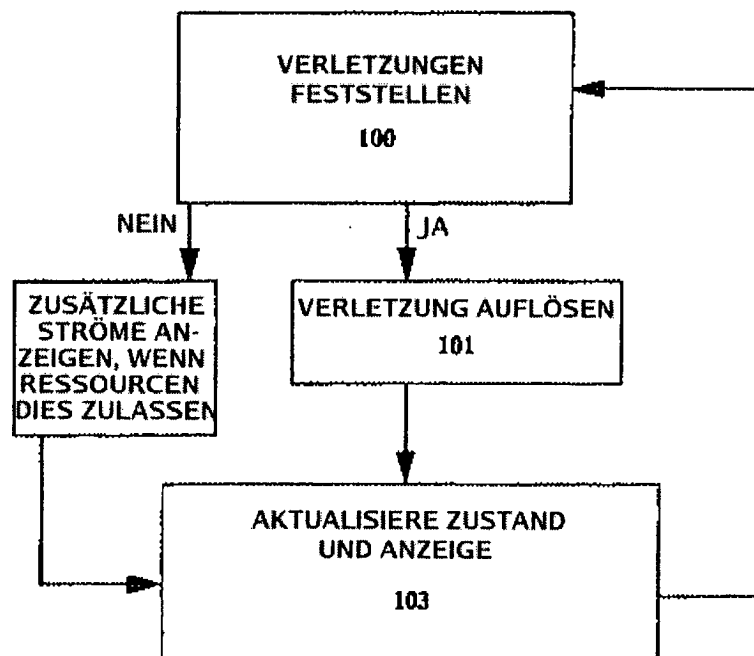 VERLETZUNGEN
FESTSTELLEN
100
NEIN
JA
ZUSÄTZLICHE
STRÖME AN-
ZEIGEN, WENN
RESSOURCEN
DIES ZULASSEN
VERLETZUNG AUFLÖSEN
101
AKTUALISIERE ZUSTAND
UND ANZEIGE
103